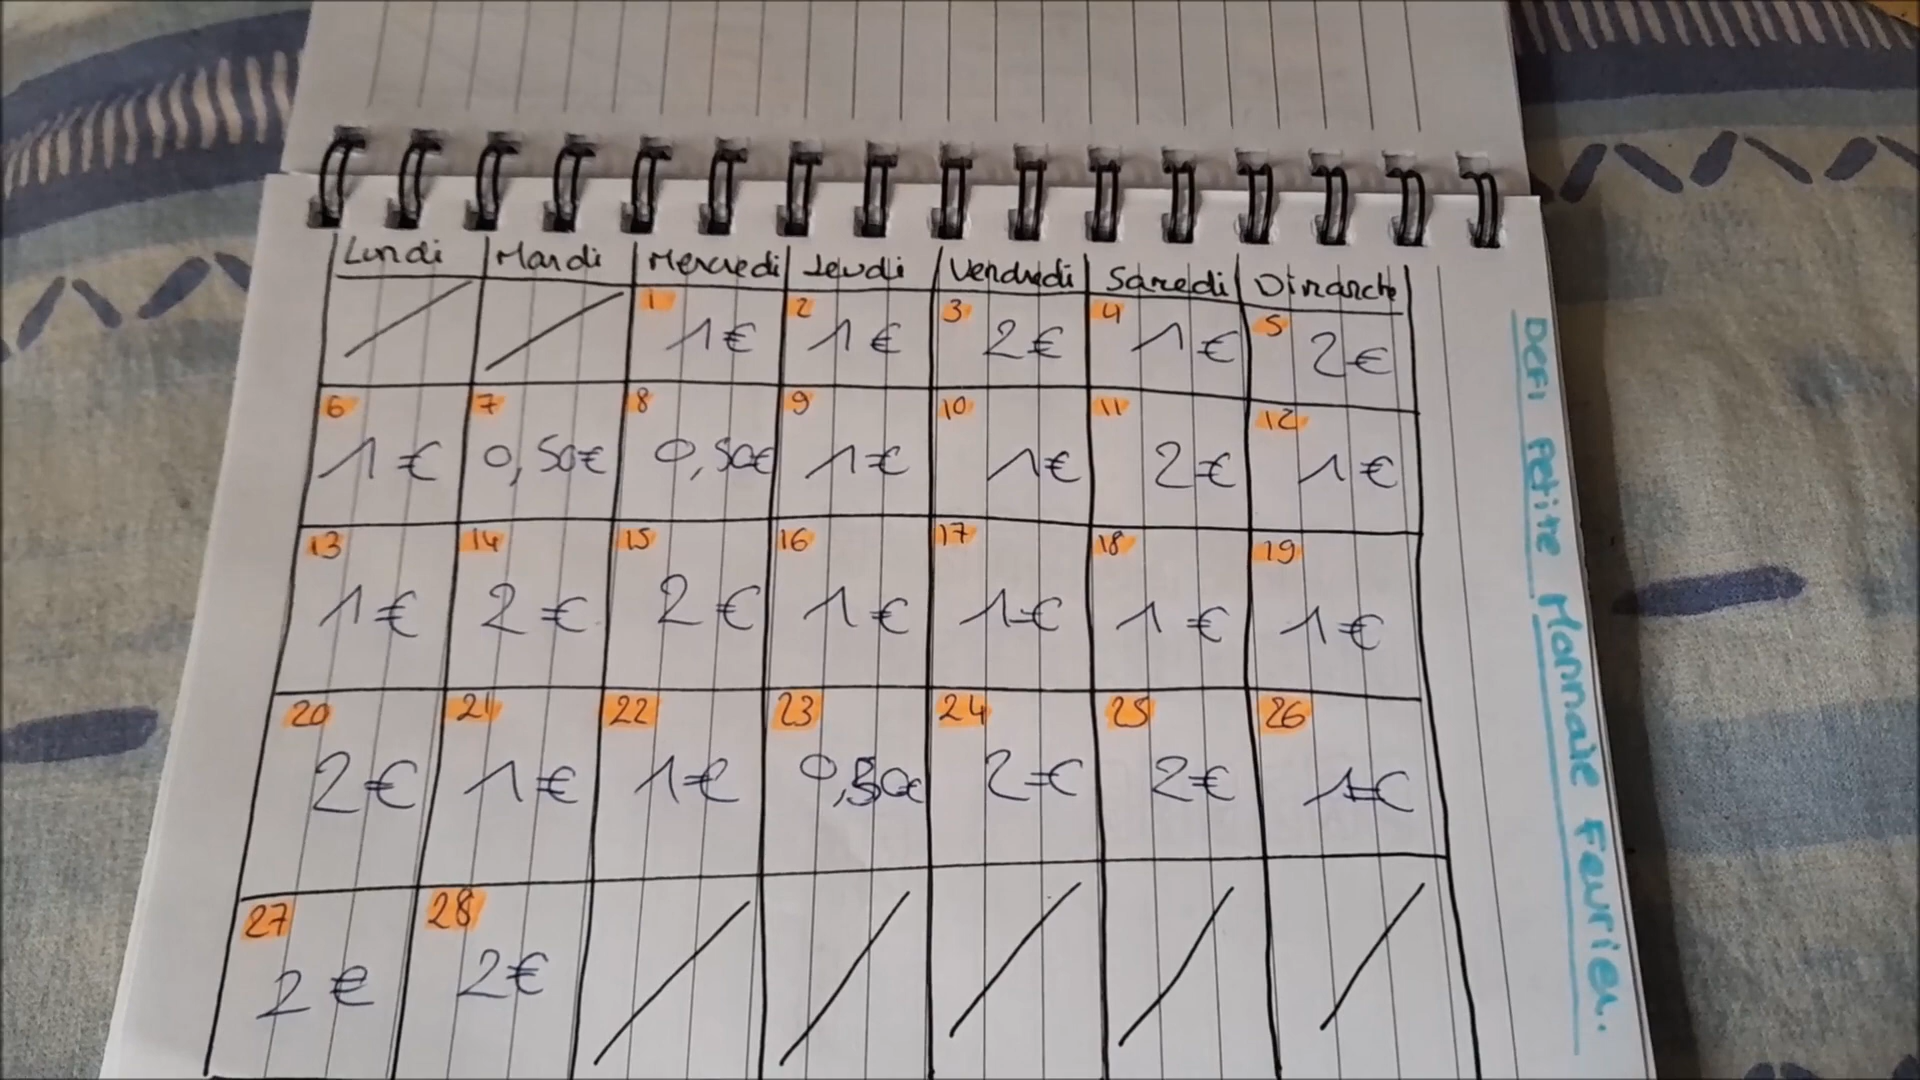 Lundi Mardi Mercredi Jeudi Vendredi Samedi Dimanche
1 2 3 4 5
1€ 1€ 2€ 1€ 2€
6 7 8 9 10 11 12
1€ 0,50€ 0,50€ 1€ 1€ 2€ 1€
13 14 15 16 17 18 19
1€ 2€ 2€ 1€ 1€ 1€ 1€
20 21 22 23 24 25 26
2€ 1€ 1€ 0,50€ 2€ 2€ 1€
27 28
2€ 2€
DEFI Petite Monnaie Fevrier.